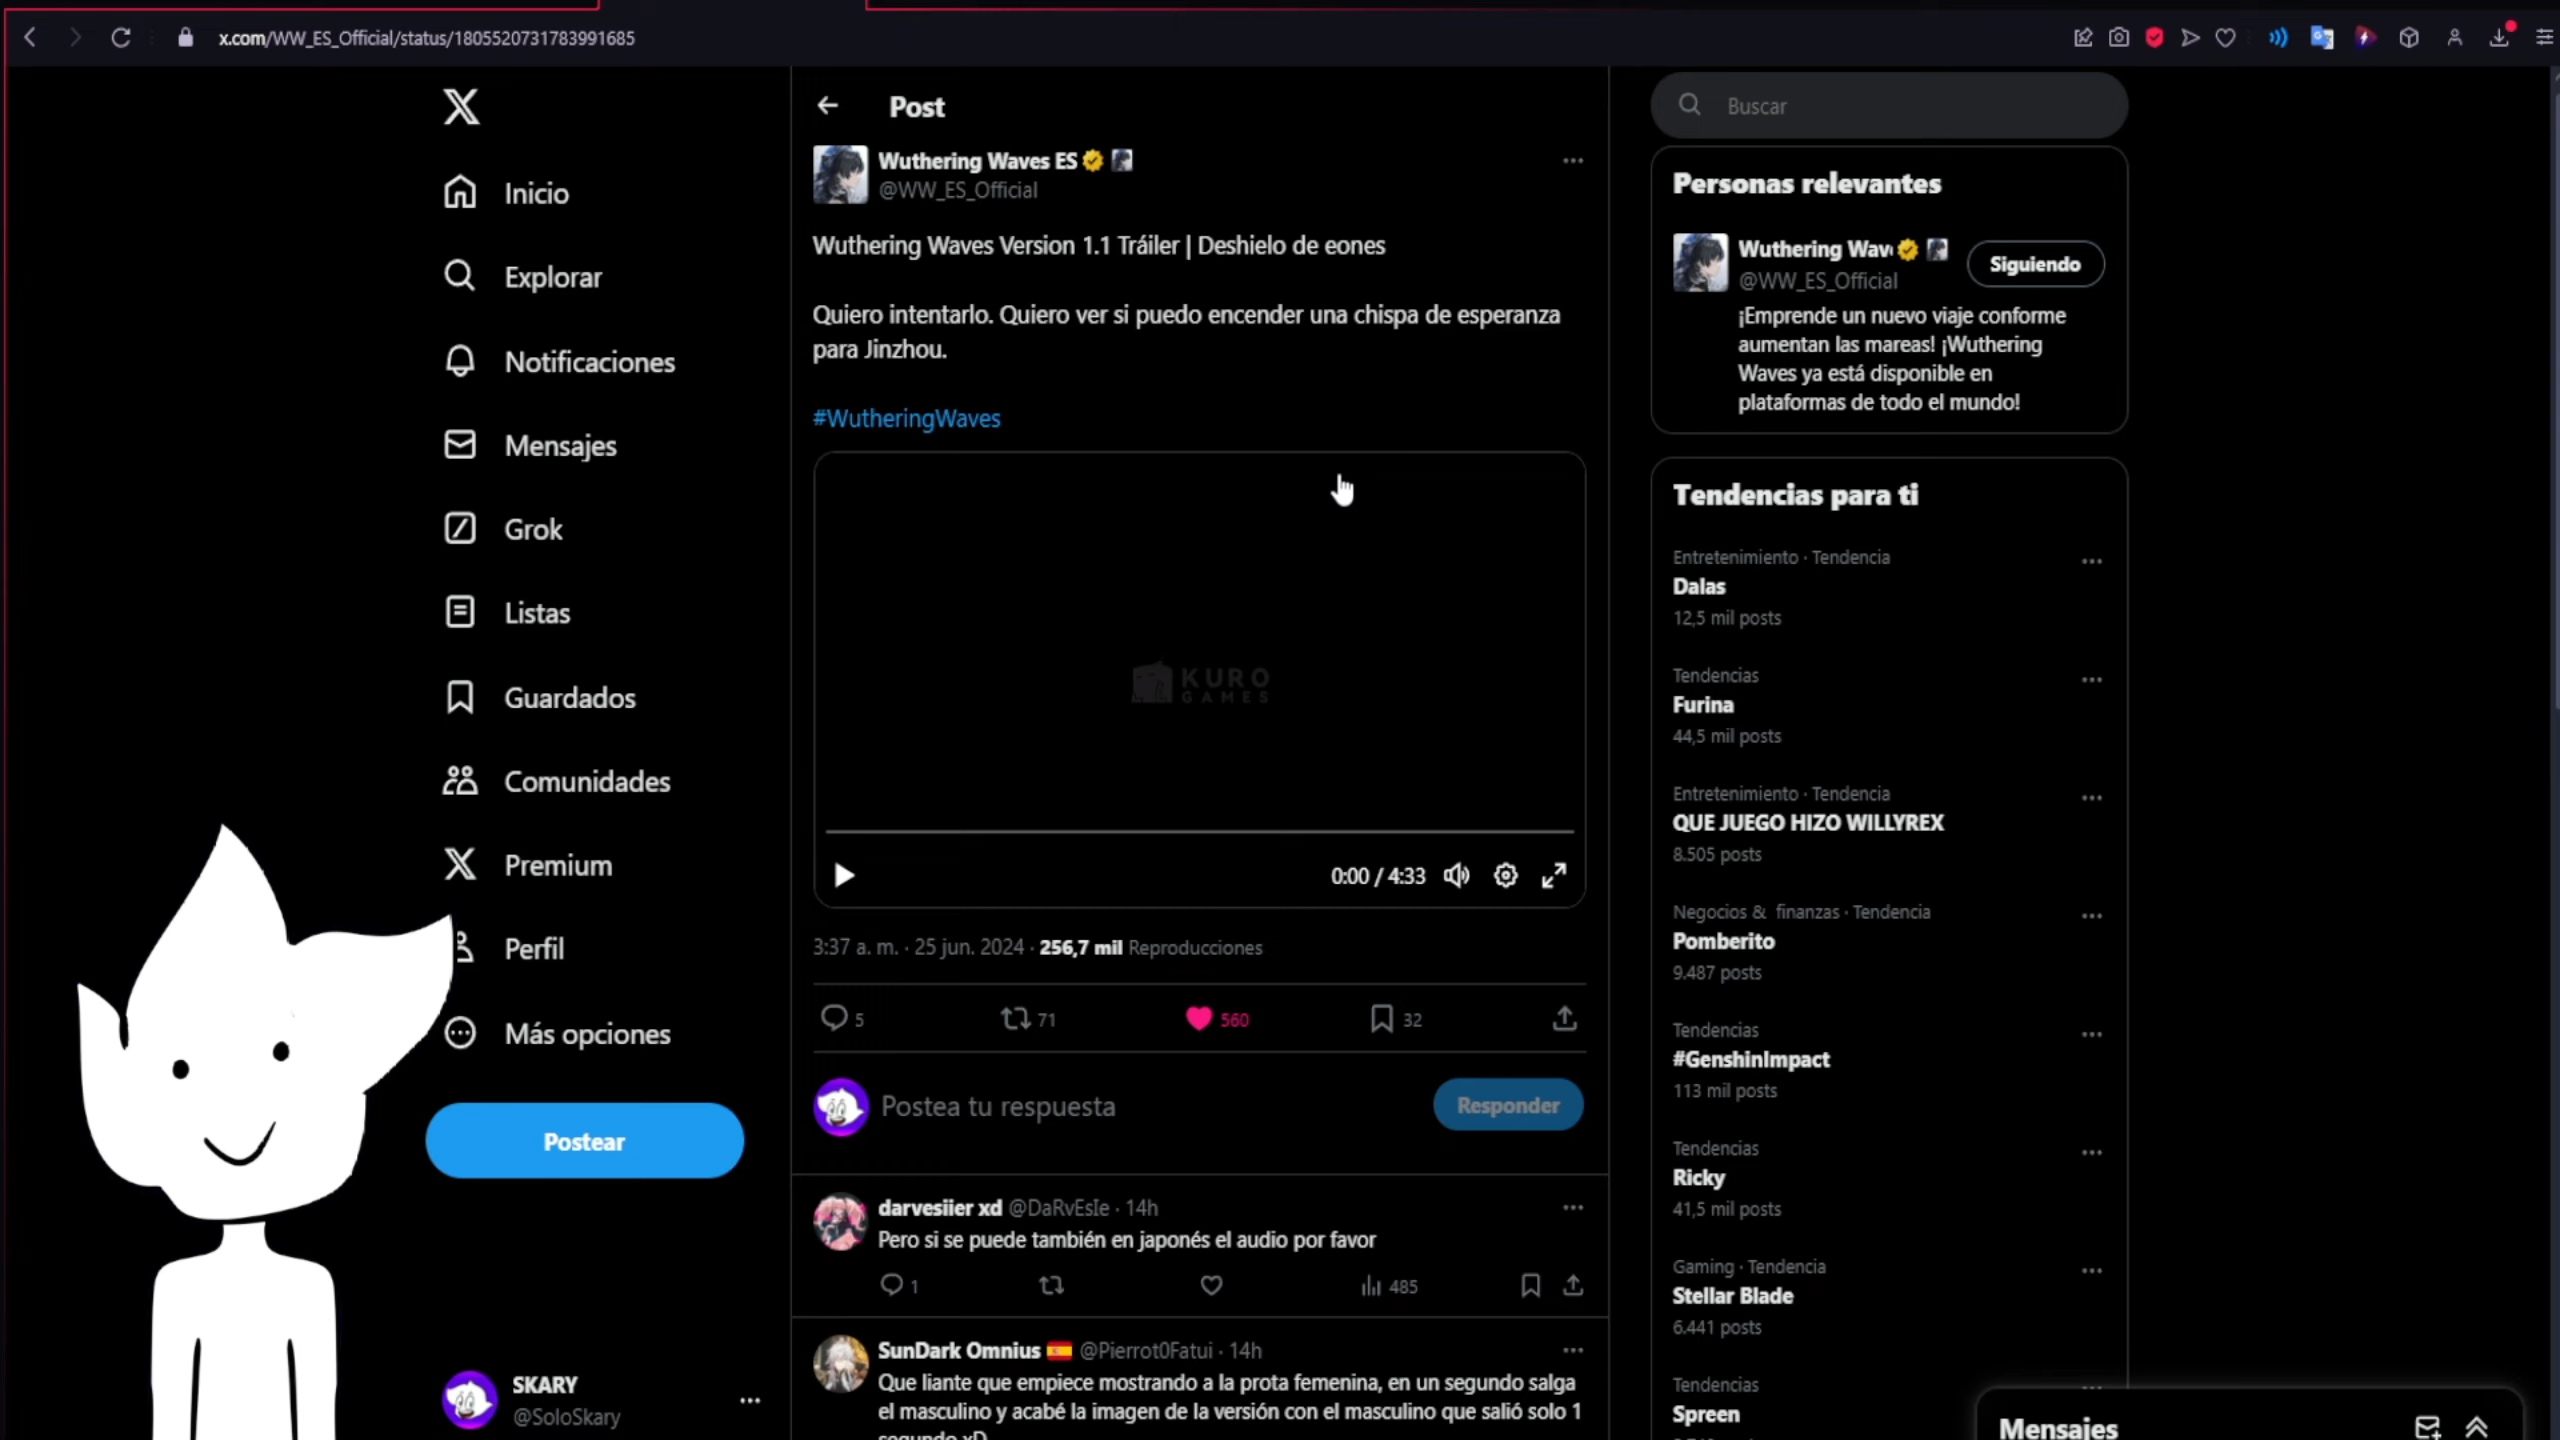 x.com/WW_ES_Official/status/1805520731783991685
Inicio
Explorar
Notificaciones
Mensajes
Grok
Listas
Guardados
Comunidades
Premium
Perfil
Más opciones
Postear
SKARY
@SoloSkary
Post
Wuthering Waves ES
@WW_ES_Official
Wuthering Waves Version 1.1 Tráiler | Deshielo de eones
Quiero intentarlo. Quiero ver si puedo encender una chispa de esperanza
para Jinzhou.
#WutheringWaves
KURO
GAMES
0:00 / 4:33
3:37 a. m. · 25 jun. 2024 · 256,7 mil Reproducciones
5
71
560
32
Postea tu respuesta
Responder
darvesiier xd @DaRvEsIe · 14h
Pero si se puede también en japonés el audio por favor
1
485
SunDark Omnius @Pierrot0Fatui · 14h
Que liante que empiece mostrando a la prota femenina, en un segundo salga
el masculino y acabé la imagen de la versión con el masculino que salió solo 1
segundo xD
Buscar
Personas relevantes
Wuthering Wav
@WW_ES_Official
Siguiendo
¡Emprende un nuevo viaje conforme
aumentan las mareas! ¡Wuthering
Waves ya está disponible en
plataformas de todo el mundo!
Tendencias para ti
Entretenimiento · Tendencia
Dalas
12,5 mil posts
Tendencias
Furina
44,5 mil posts
Entretenimiento · Tendencia
QUE JUEGO HIZO WILLYREX
8.505 posts
Negocios & finanzas · Tendencia
Pomberito
9.487 posts
Tendencias
#GenshinImpact
113 mil posts
Tendencias
Ricky
41,5 mil posts
Gaming · Tendencia
Stellar Blade
6.441 posts
Tendencias
Spreen
Mensajes